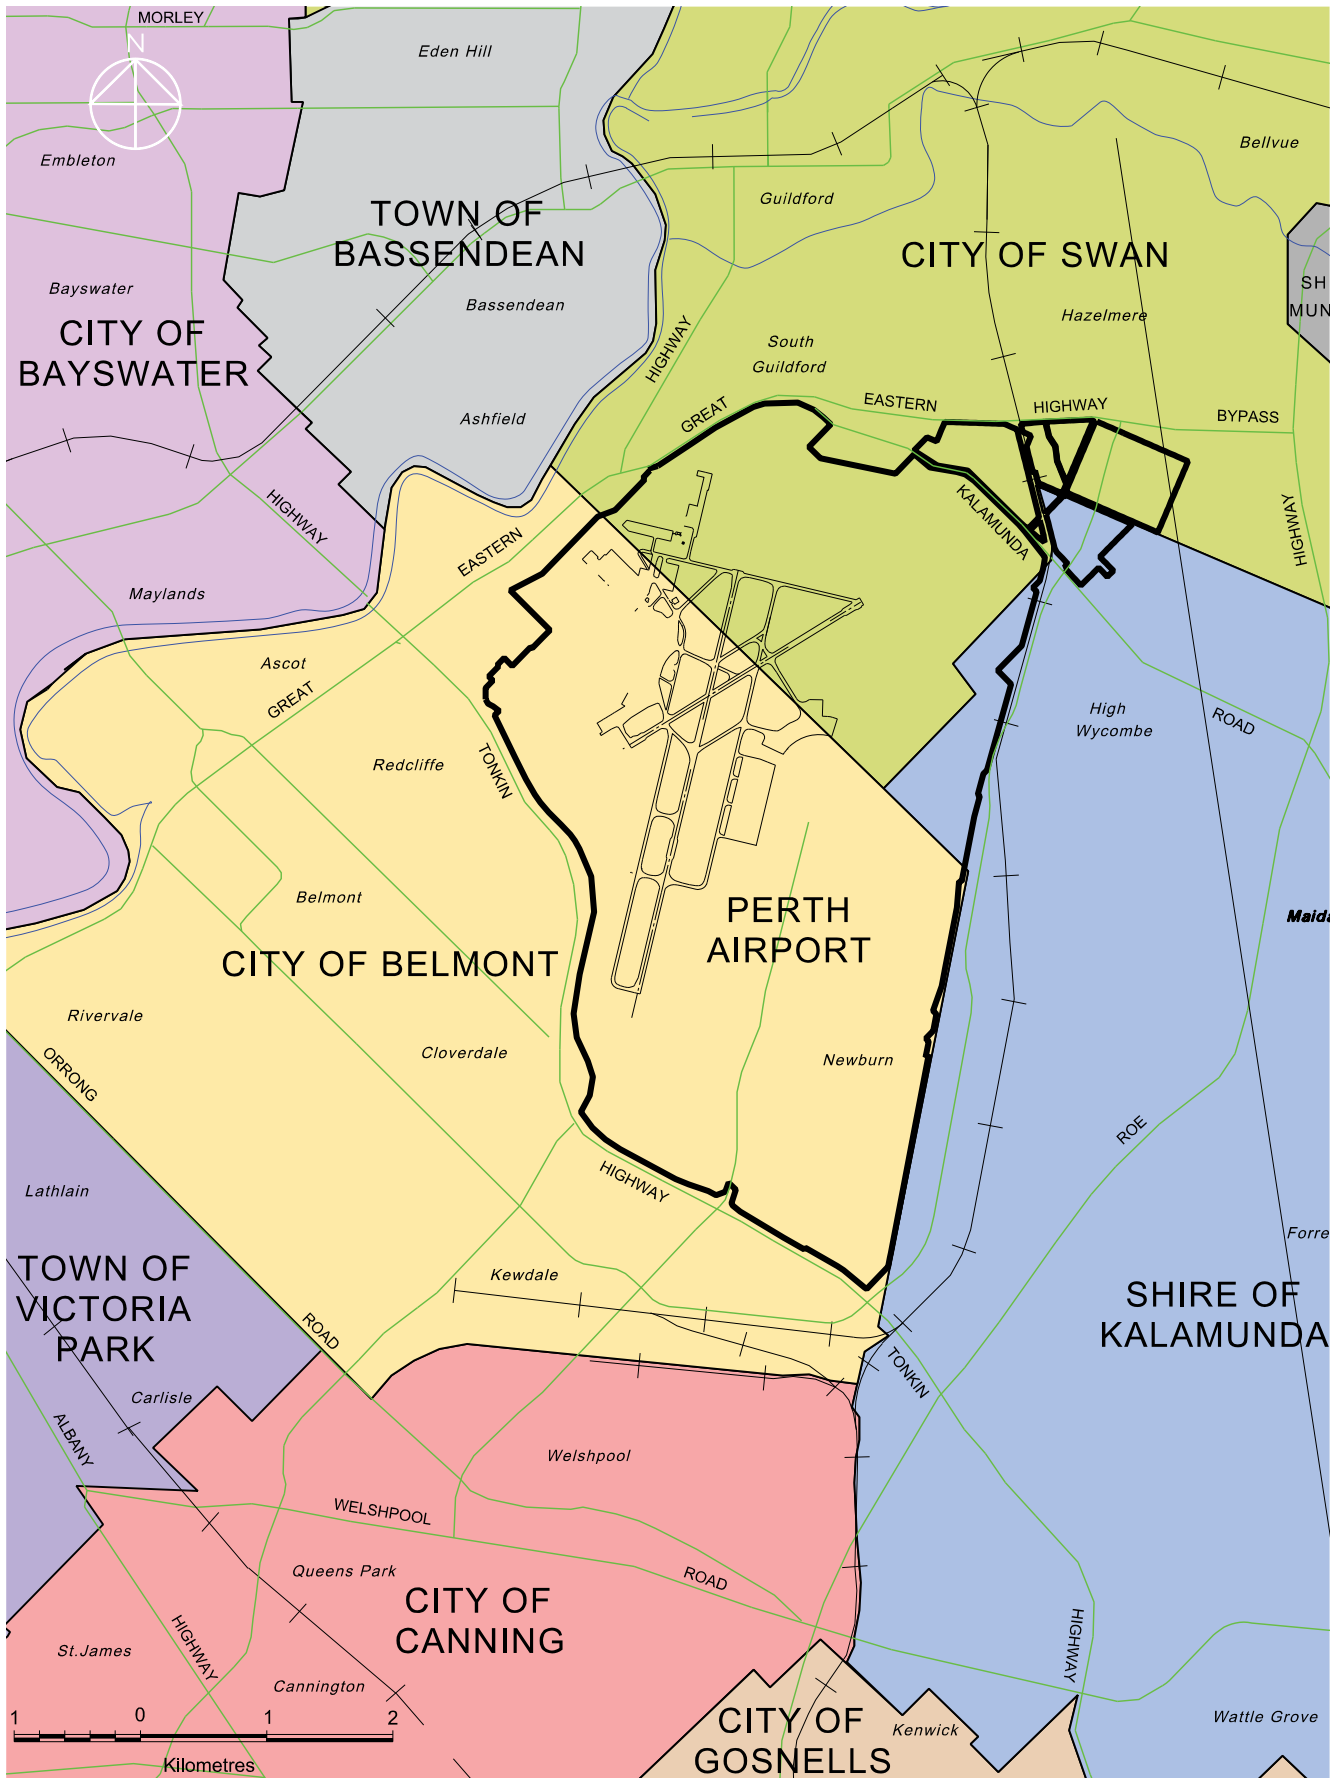 MORLEY
N
Eden Hill
Embleton
Bellvue
Guildford
TOWN OF
BASSENDEAN
CITY OF SWAN
Bayswater
Bassendean
Hazelmere
SH
MUN
CITY OF
BAYSWATER
HIGHWAY
South
Guildford
GREAT
EASTERN
HIGHWAY
BYPASS
Ashfield
HIGHWAY
KALAMUNDA
HIGHWAY
EASTERN
Maylands
Ascot
GREAT
High
Wycombe
ROAD
Redcliffe
TONKIN
Belmont
PERTH
AIRPORT
Maida
CITY OF BELMONT
Rivervale
Cloverdale
Newburn
ORRONG
ROE
HIGHWAY
Lathlain
Forre
TOWN OF
VICTORIA
PARK
Kewdale
SHIRE OF
KALAMUNDA
ROAD
TONKIN
Carlisle
ALBANY
Welshpool
WELSHPOOL
ROAD
Queens Park
CITY OF
CANNING
HIGHWAY
HIGHWAY
St.James
Cannington
1 0 1 2
Kilometres
CITY OF
GOSNELLS
Kenwick
Wattle Grove